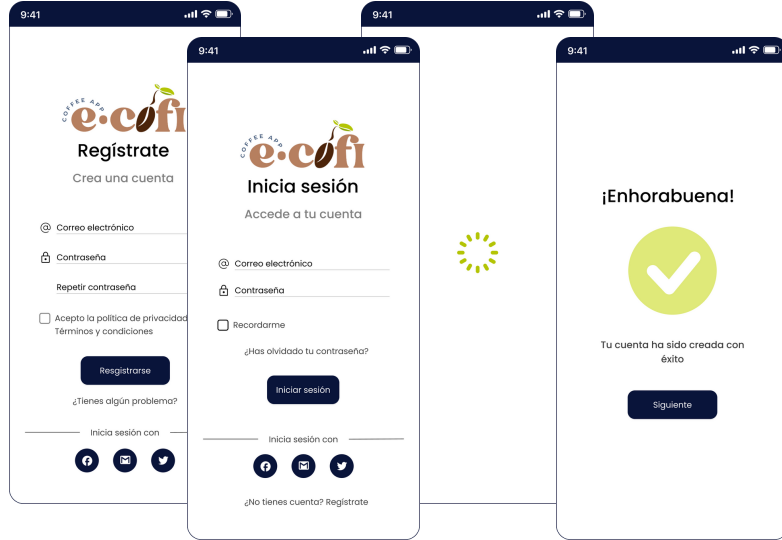 9:41
COFFEE APP
e·cofi
Regístrate
Crea una cuenta
Correo electrónico
Contraseña
Repetir contraseña
Acepto la política de privacidad
Términos y condiciones
Resgistrarse
¿Tienes algún problema?
Inicia sesión con
9:41
COFFEE APP
e·cofi
Inicia sesión
Accede a tu cuenta
Correo electrónico
Contraseña
Recordarme
¿Has olvidado tu contraseña?
Iniciar sesión
Inicia sesión con
¿No tienes cuenta? Regístrate
9:41
9:41
¡Enhorabuena!
Tu cuenta ha sido creada con
éxito
Siguiente